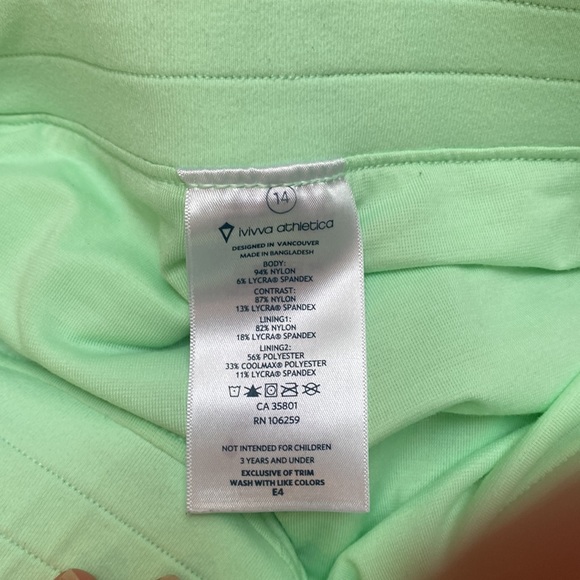 14
ivivva athletica
DESIGNED IN VANCOUVER
MADE IN BANGLADESH
BODY:
94% NYLON
6% LYCRA® SPANDEX
CONTRAST:
87% NYLON
13% LYCRA® SPANDEX
LINING1:
82% NYLON
18% LYCRA® SPANDEX
LINING2:
56% POLYESTER
33% COOLMAX® POLYESTER
11% LYCRA® SPANDEX
CA 35801
RN 106259
NOT INTENDED FOR CHILDREN
3 YEARS AND UNDER
EXCLUSIVE OF TRIM
WASH WITH LIKE COLORS
E4